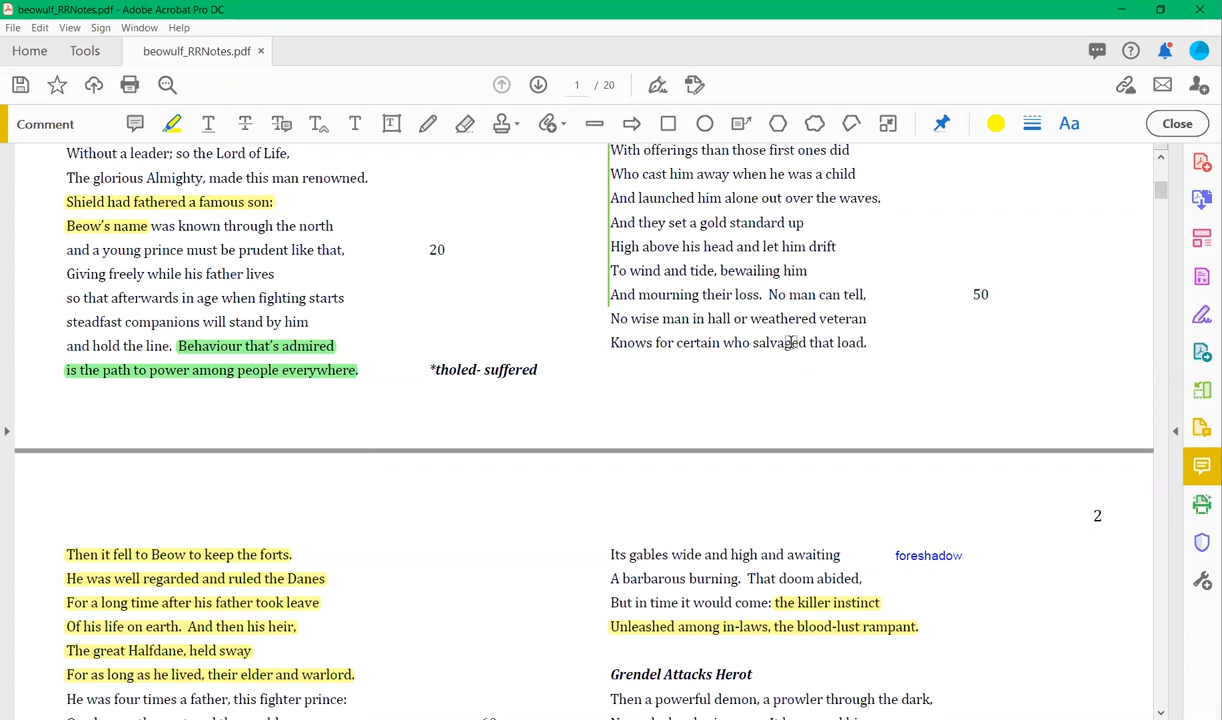 beowulf_RRNotes.pdf - Adobe Acrobat Pro DC
File Edit View Sign Window Help
Home Tools beowulf_RRNotes.pdf ×
1 / 20
Comment
Aa
Close
Without a leader; so the Lord of Life,
The glorious Almighty, made this man renowned.
Shield had fathered a famous son:
Beow’s name was known through the north
and a young prince must be prudent like that, 20
Giving freely while his father lives
so that afterwards in age when fighting starts
steadfast companions will stand by him
and hold the line. Behaviour that’s admired
is the path to power among people everywhere. *tholed- suffered
With offerings than those first ones did
Who cast him away when he was a child
And launched him alone out over the waves.
And they set a gold standard up
High above his head and let him drift
To wind and tide, bewailing him
And mourning their loss. No man can tell, 50
No wise man in hall or weathered veteran
Knows for certain who salvaged that load.
2
Then it fell to Beow to keep the forts.
He was well regarded and ruled the Danes
For a long time after his father took leave
Of his life on earth. And then his heir,
The great Halfdane, held sway
For as long as he lived, their elder and warlord.
He was four times a father, this fighter prince:
60
Its gables wide and high and awaiting foreshadow
A barbarous burning. That doom abided,
But in time it would come: the killer instinct
Unleashed among in-laws, the blood-lust rampant.
Grendel Attacks Herot
Then a powerful demon, a prowler through the dark,